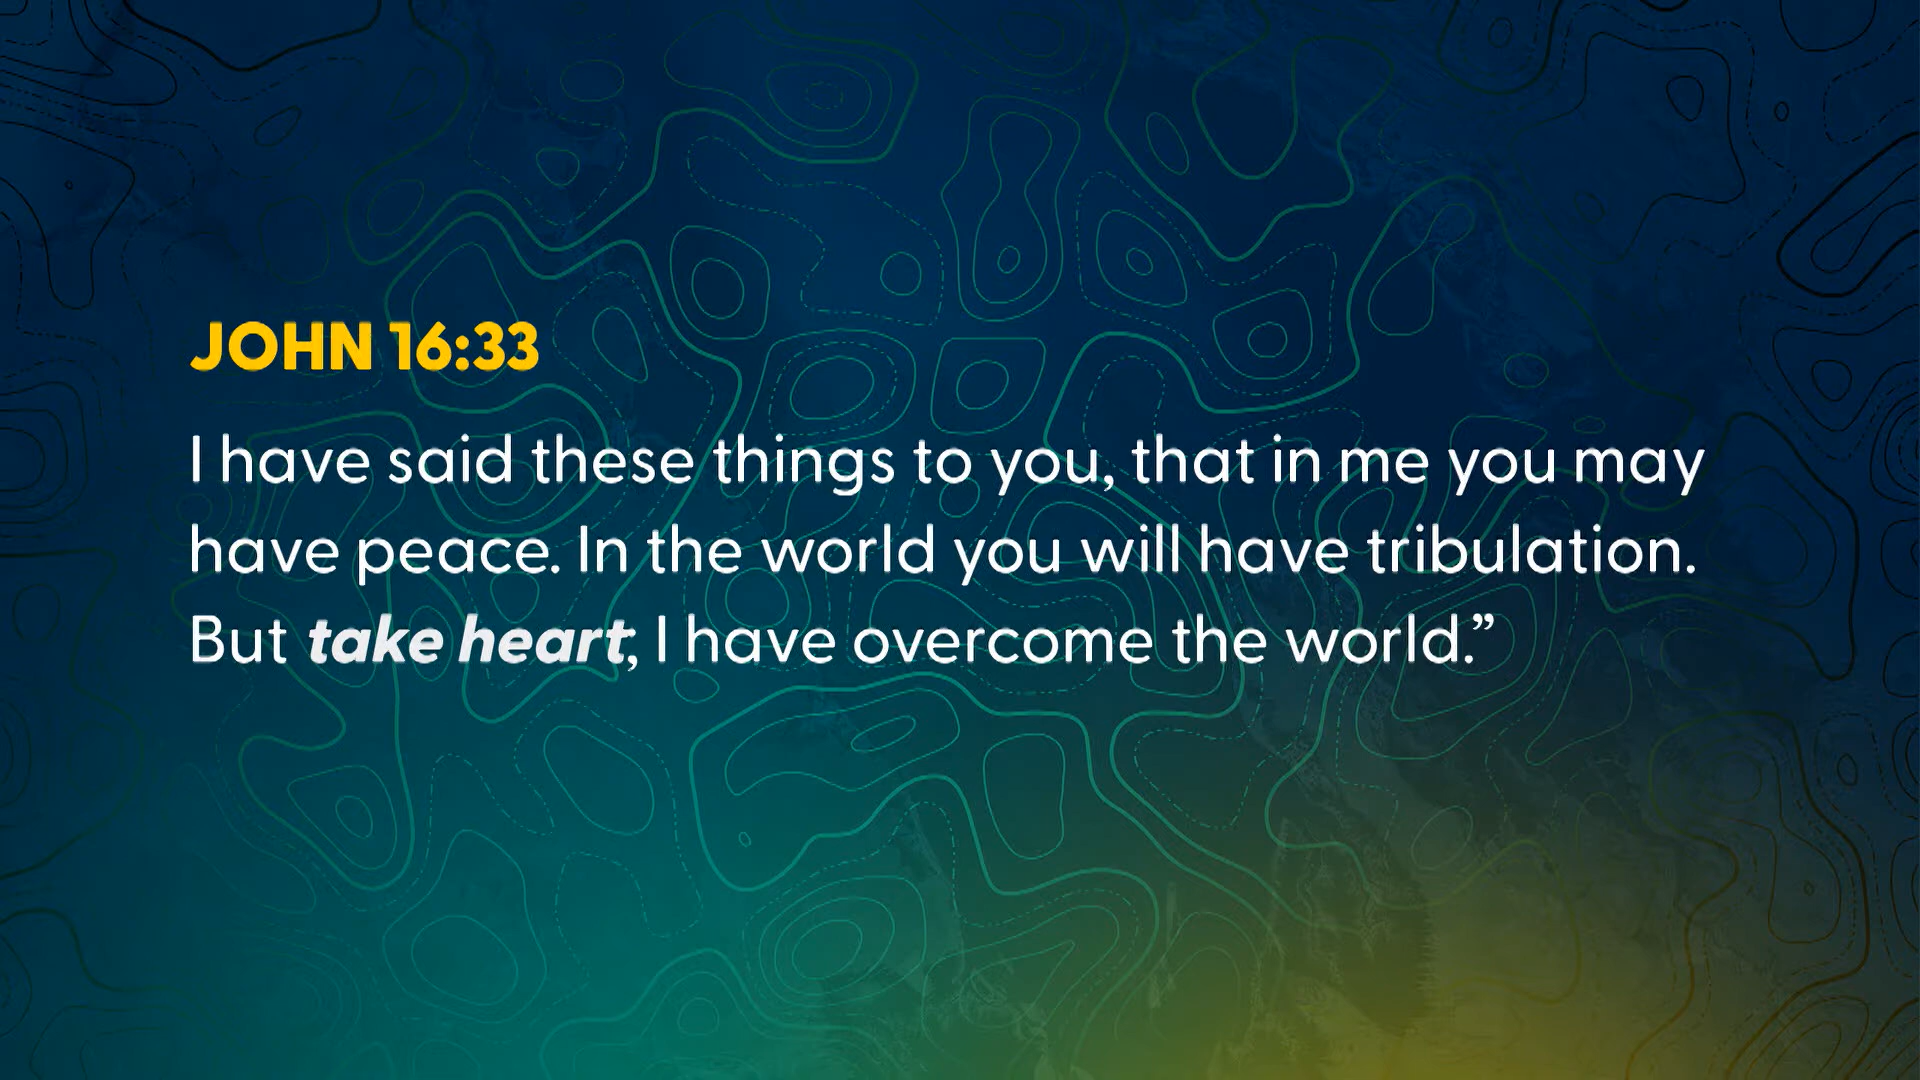 JOHN 16:33
I have said these things to you, that in me you may
have peace. In the world you will have tribulation.
But take heart; I have overcome the world.”